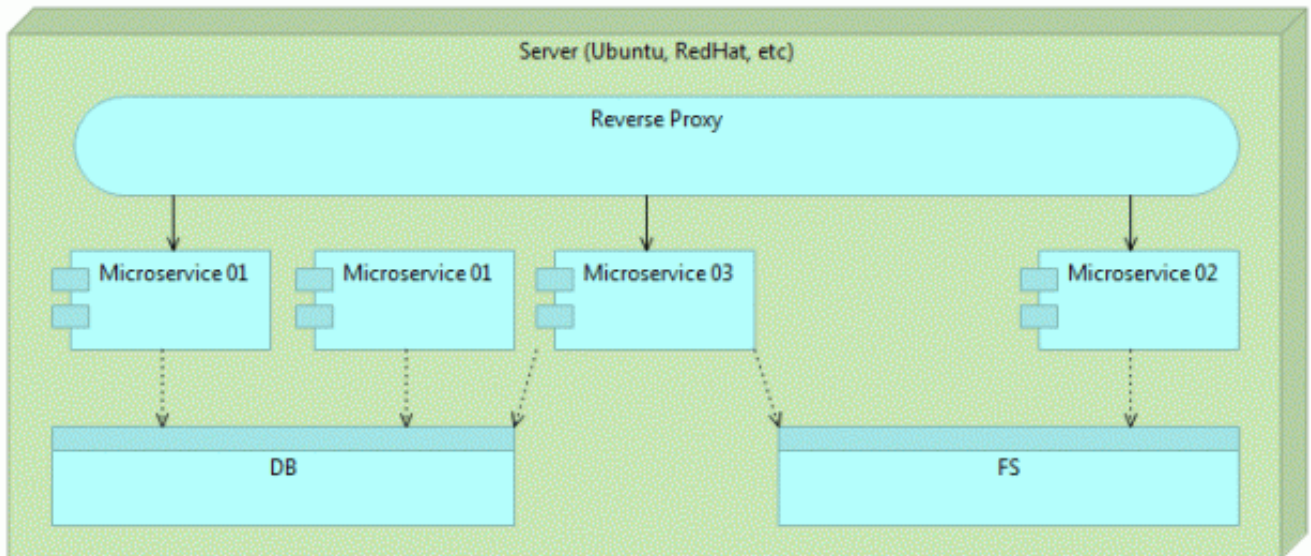 Server (Ubuntu, RedHat, etc)
Reverse Proxy
Microservice 01
Microservice 01
Microservice 03
Microservice 02
DB
FS